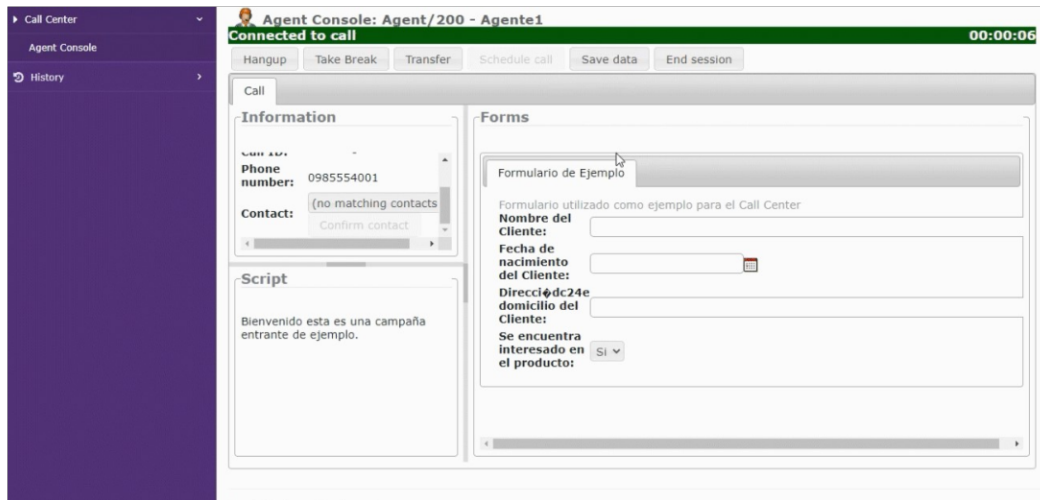 Call Center
Agent Console
History
Agent Console: Agent/200 - Agente1
Connected to call 00:00:06
Hangup Take Break Transfer Schedule call Save data End session
Call
Information
Call ID: -
Phone
number: 0985554001
Contact: (no matching contacts
Confirm contact
Script
Bienvenido esta es una campaña
entrante de ejemplo.
Forms
Formulario de Ejemplo
Formulario utilizado como ejemplo para el Call Center
Nombre del
Cliente:
Fecha de
nacimiento
del Cliente:
Direcci�dc24e
domicilio del
Cliente:
Se encuentra
interesado en
el producto: Si